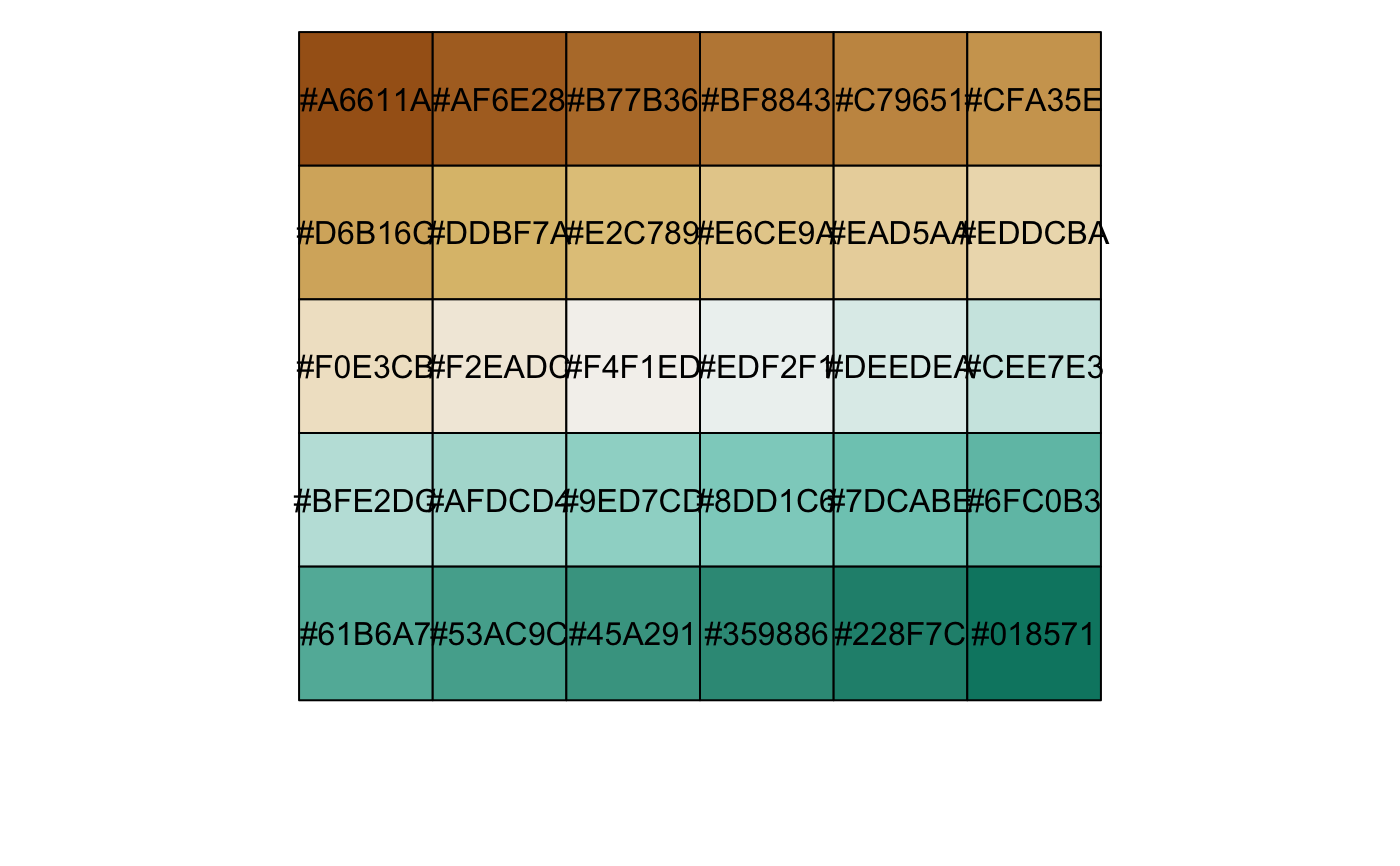 #A6611A #AF6E28 #B77B36 #BF8843 #C79651 #CFA35E
#D6B16C #DDBF7A #E2C789 #E6CE9A #EAD5AA #EDDCBA
#F0E3CB #F2EADC #F4F1ED #EDF2F1 #DEEDEA #CEE7E3
#BFE2DC #AFDCD4 #9ED7CD #8DD1C6 #7DCABE #6FC0B3
#61B6A7 #53AC9C #45A291 #359886 #228F7C #018571